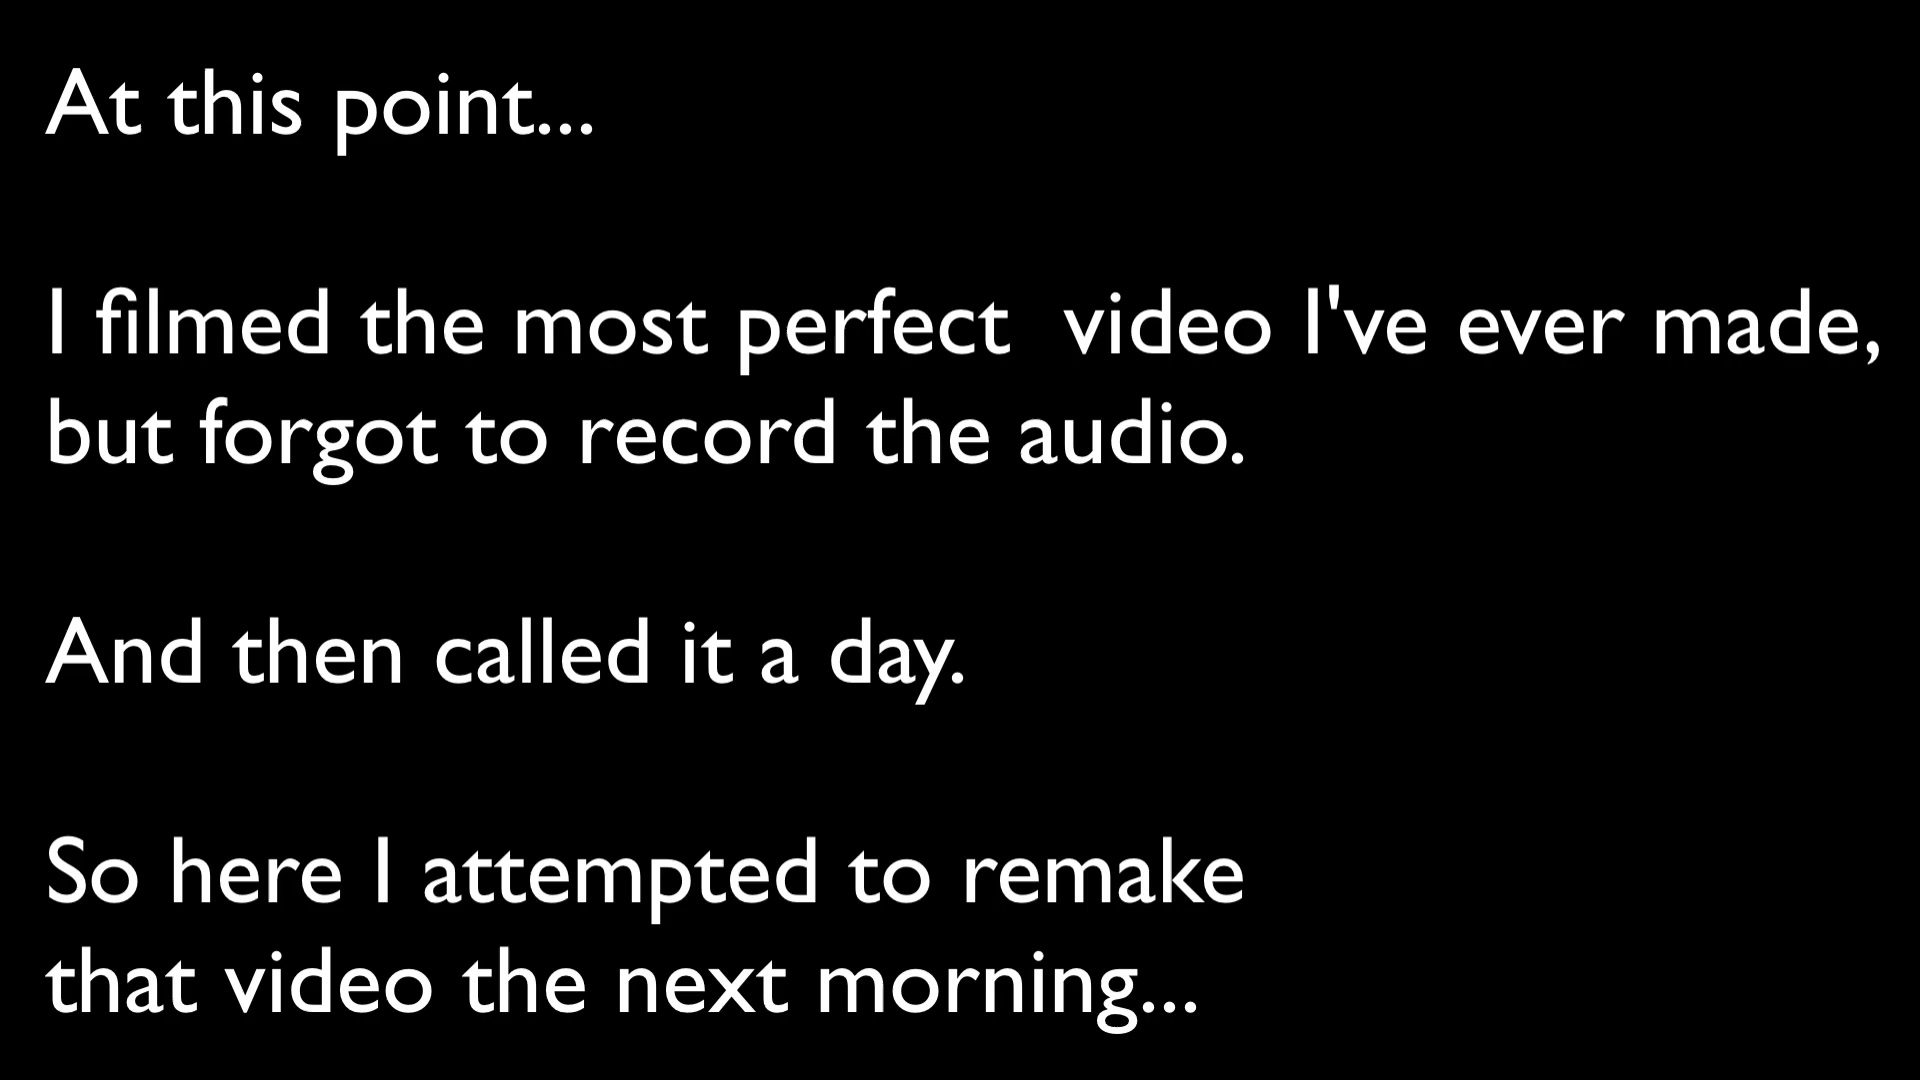 At this point...
I filmed the most perfect  video I've ever made,
but forgot to record the audio.
And then called it a day.
So here I attempted to remake
that video the next morning...